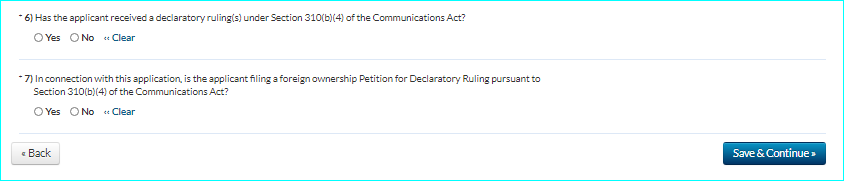 * 6) Has the applicant received a declaratory ruling(s) under Section 310(b)(4) of the Communications Act?
Yes No « Clear
* 7) In connection with this application, is the applicant filing a foreign ownership Petition for Declaratory Ruling pursuant to
Section 310(b)(4) of the Communications Act?
Yes No « Clear
« Back Save & Continue »